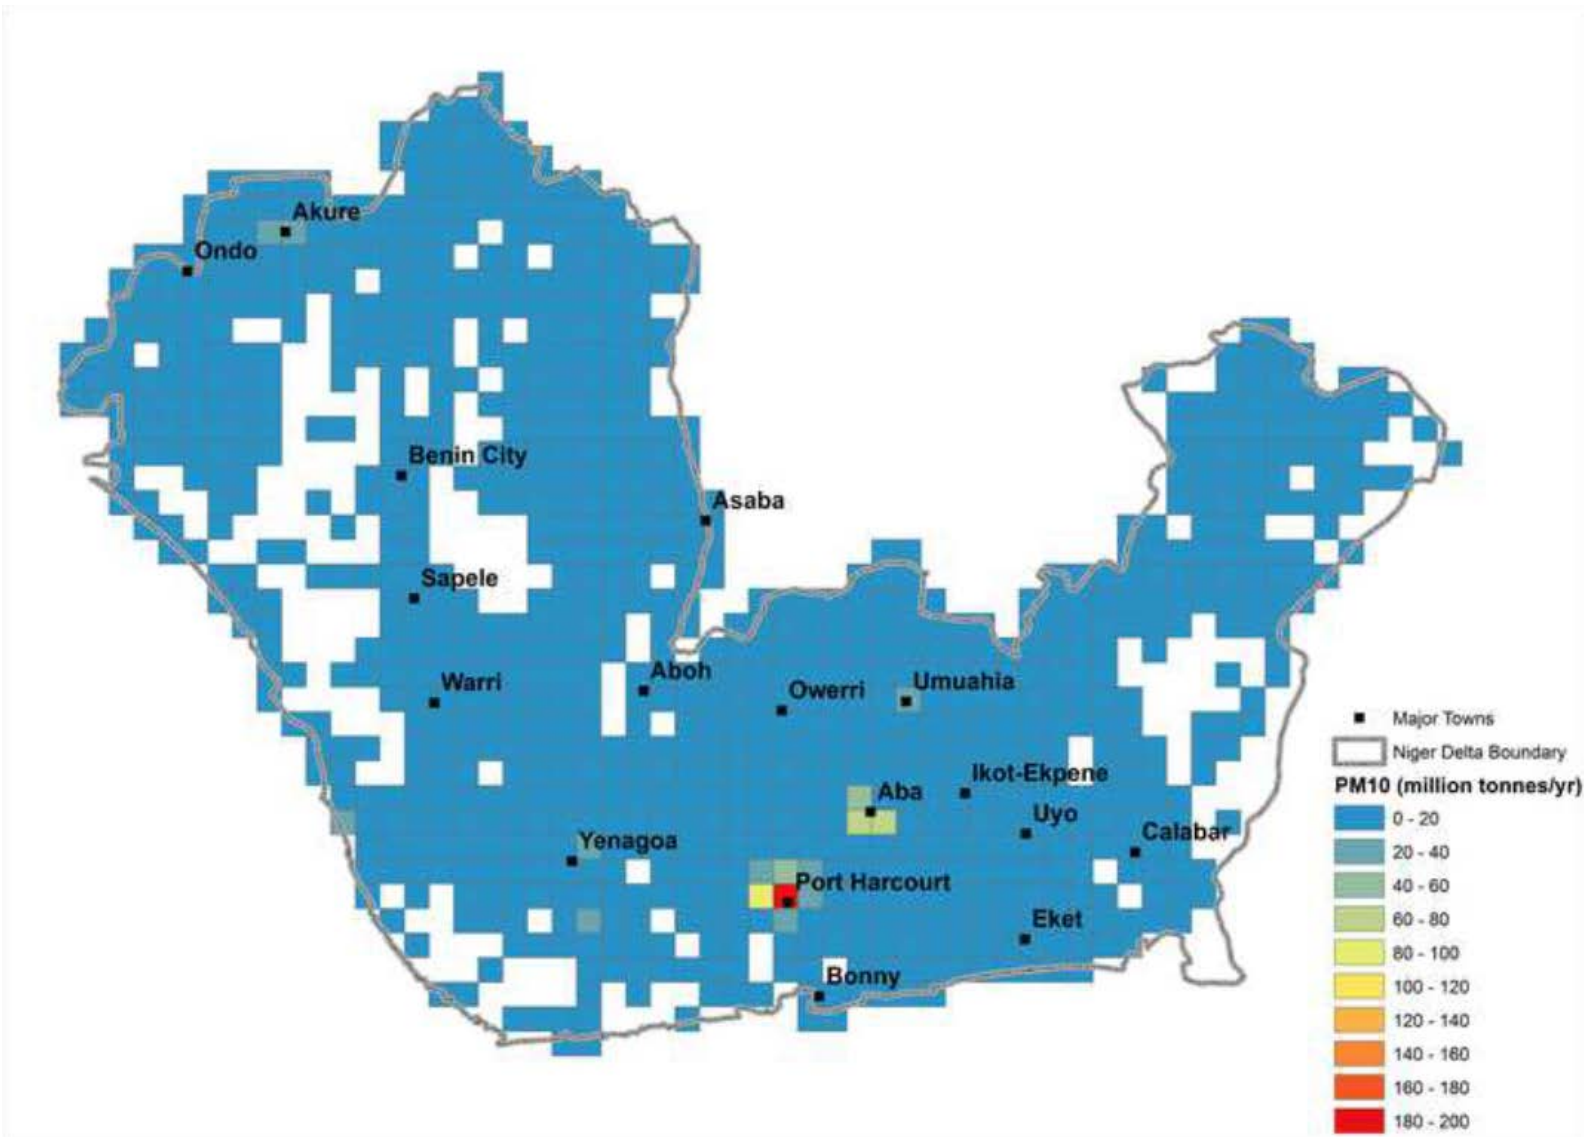 Akure
Ondo
Benin City
Asaba
Sapele
Aboh
Warri
Owerri
Umuahia
Ikot-Ekpene
Aba
Uyo
Calabar
Yenagoa
Port Harcourt
Eket
Bonny
Major Towns
Niger Delta Boundary
PM10 (million tonnes/yr)
0 - 20
20 - 40
40 - 60
60 - 80
80 - 100
100 - 120
120 - 140
140 - 160
160 - 180
180 - 200